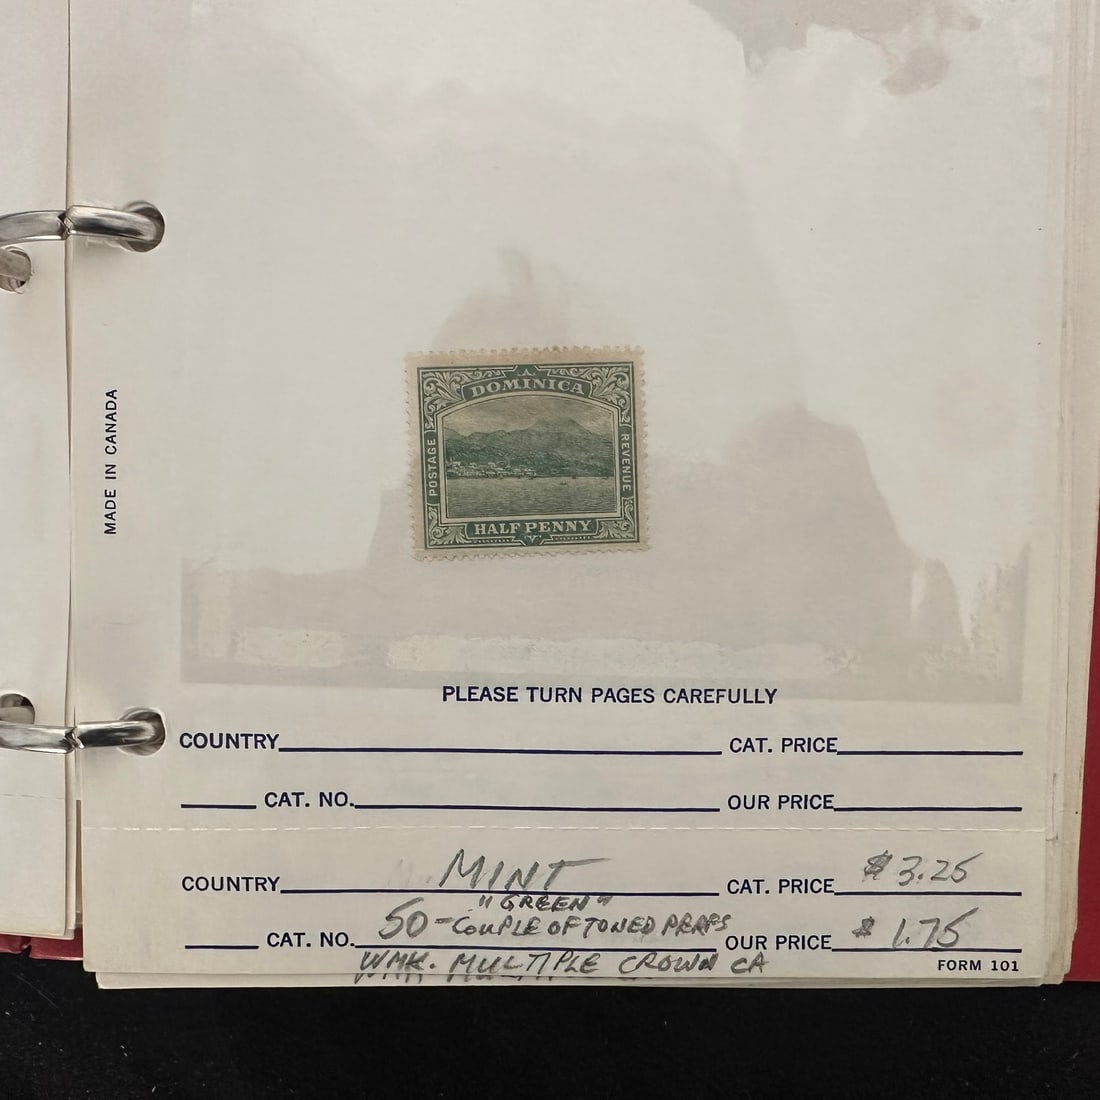 MADE IN CANADA
DOMINICA
POSTAGE
REVENUE
HALF PENNY
PLEASE TURN PAGES CAREFULLY
COUNTRY CAT. PRICE
CAT. NO. OUR PRICE
COUNTRY MINT CAT. PRICE $3.25
"GREEN"
CAT. NO. 50-COUPLE OF TONED PERFS OUR PRICE $1.75
WMK. MULTIPLE CROWN CA FORM 101